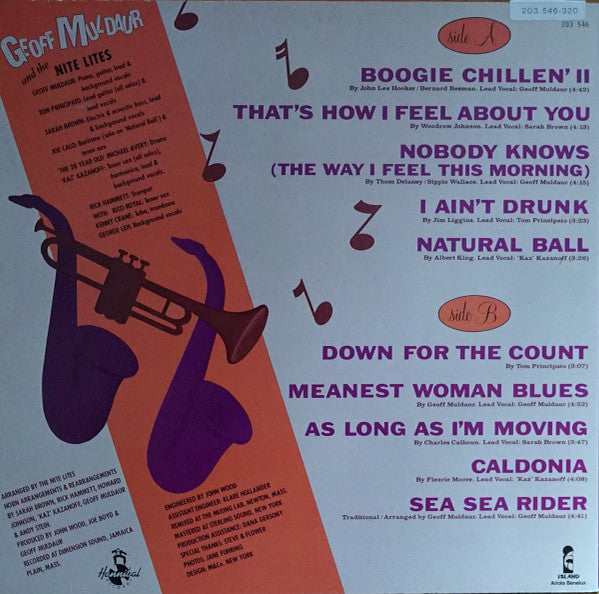 203 546-320
203 546
GEOFF MULDAUR
and the
NITE LITES
GEOFF MULDAUR: Piano, guitar, lead &
background vocals
TOM PRINCIPATO: Lead guitar (all solos) &
lead vocals
SARAH BROWN: Electric & acoustic bass, lead
& background vocals
JOE CALO: Baritone (solo on 'Natural Ball') &
tenor sax
'THE 28 YEAR OLD' MICHAEL AVERY: Drums
'KAZ' KAZANOFF: Tenor sax (all solos),
harmonica, lead &
background vocals.
RICK HAMMETT: Trumpet
WITH: RICO ROYAL: Tenor sax
KENNY CRANE: Tuba, trombone
GEORGE LEH: Background vocals
side A
BOOGIE CHILLEN' II
By John Lee Hooker/Bernard Besman. Lead Vocal: Geoff Muldaur (4:42)
THAT'S HOW I FEEL ABOUT YOU
By Woodrow Johnson. Lead Vocal: Sarah Brown (4:13)
NOBODY KNOWS
(THE WAY I FEEL THIS MORNING)
By Thom Delaney/Sippie Wallace. Lead Vocal: Geoff Muldaur (4:15)
I AIN'T DRUNK
By Jim Liggins. Lead Vocal: Tom Principato (3:23)
NATURAL BALL
By Albert King. Lead Vocal: 'Kaz' Kazanoff (3:26)
side B
DOWN FOR THE COUNT
By Tom Principato (3:07)
MEANEST WOMAN BLUES
By Geoff Muldaur. Lead Vocal: Geoff Muldaur (4:52)
AS LONG AS I'M MOVING
By Charles Calhoun. Lead Vocal: Sarah Brown (3:47)
CALDONIA
By Fleecie Moore. Lead Vocal: 'Kaz' Kazanoff (4:08)
SEA SEA RIDER
Traditional/Arranged by Geoff Muldaur. Lead Vocal: Geoff Muldaur (4:41)
ARRANGED BY THE NITE LITES
HORN ARRANGEMENTS & REARRANGEMENTS
BY SARAH BROWN, RICK HAMMETT, HOWARD
JOHNSON, 'KAZ' KAZANOFF, GEOFF MULDAUR
& ANDY STEIN.
PRODUCED BY JOHN WOOD, JOE BOYD &
GEOFF MULDAUR
RECORDED AT DIMENSION SOUND, JAMAICA
PLAIN, MASS.
ENGINEERED BY JOHN WOOD
ASSISTANT ENGINEER: BLAKE HOLLANDER
REMIXED AT THE MIXING LAB, NEWTON, MASS.
MASTERED AT STERLING SOUND, NEW YORK
PRODUCTION ASSISTANCE: DANA GERSONY
SPECIAL THANKS: STEVE & FLOWER
PHOTOS: JANE FUMBING
DESIGN: M&Co. NEW YORK
Hannibal
ISLAND
Ariola Benelux